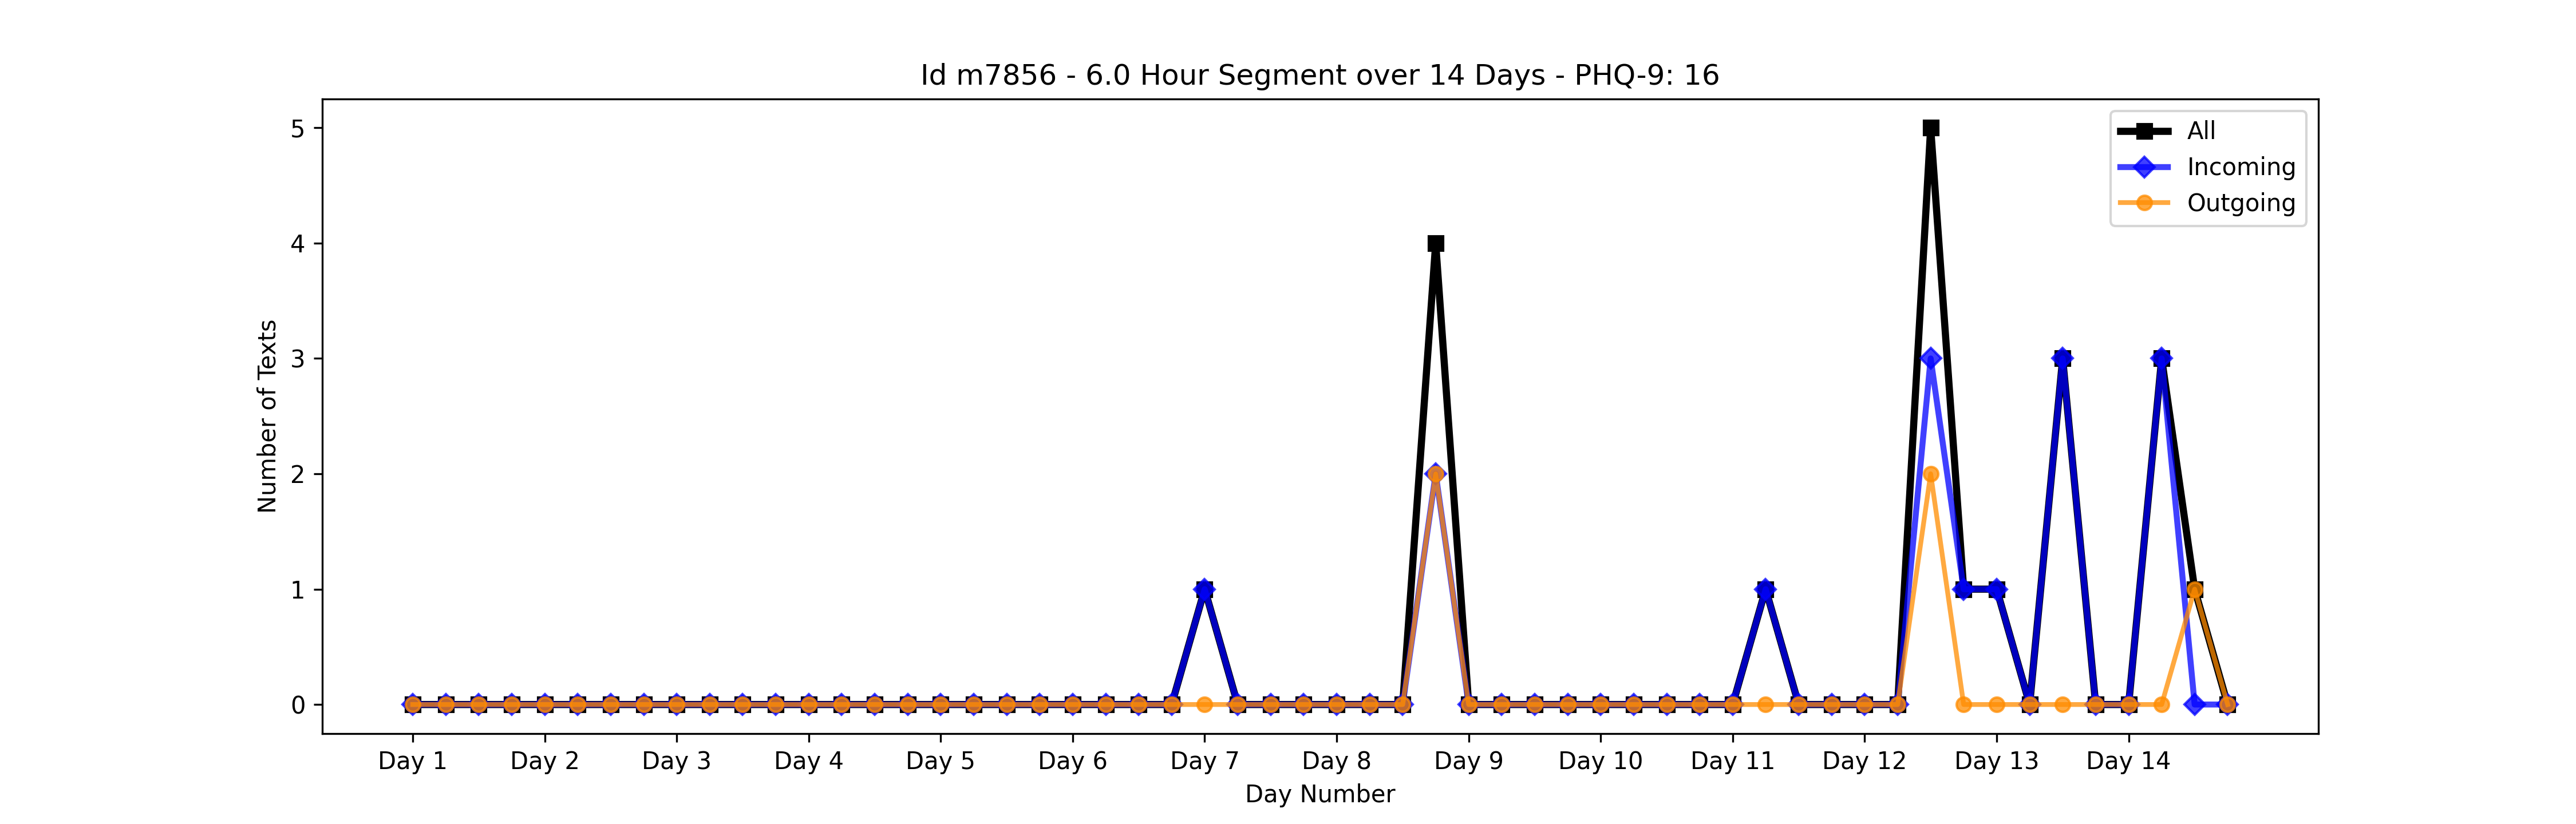 Id m7856 - 6.0 Hour Segment over 14 Days - PHQ-9: 16
5
4
3
2
1
0
Number of Texts
All
Incoming
Outgoing
Day 1 Day 2 Day 3 Day 4 Day 5 Day 6 Day 7 Day 8 Day 9 Day 10 Day 11 Day 12 Day 13 Day 14
Day Number